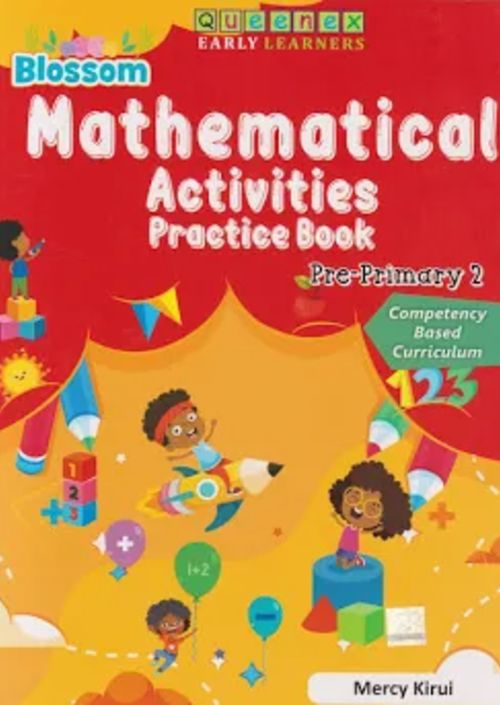 Queenex
EARLY LEARNERS
Blossom
Mathematical
Activities
Practice Book
Pre-Primary 2
Competency
Based
Curriculum
123
1
2
+3
+
1+2
-
Mercy Kirui